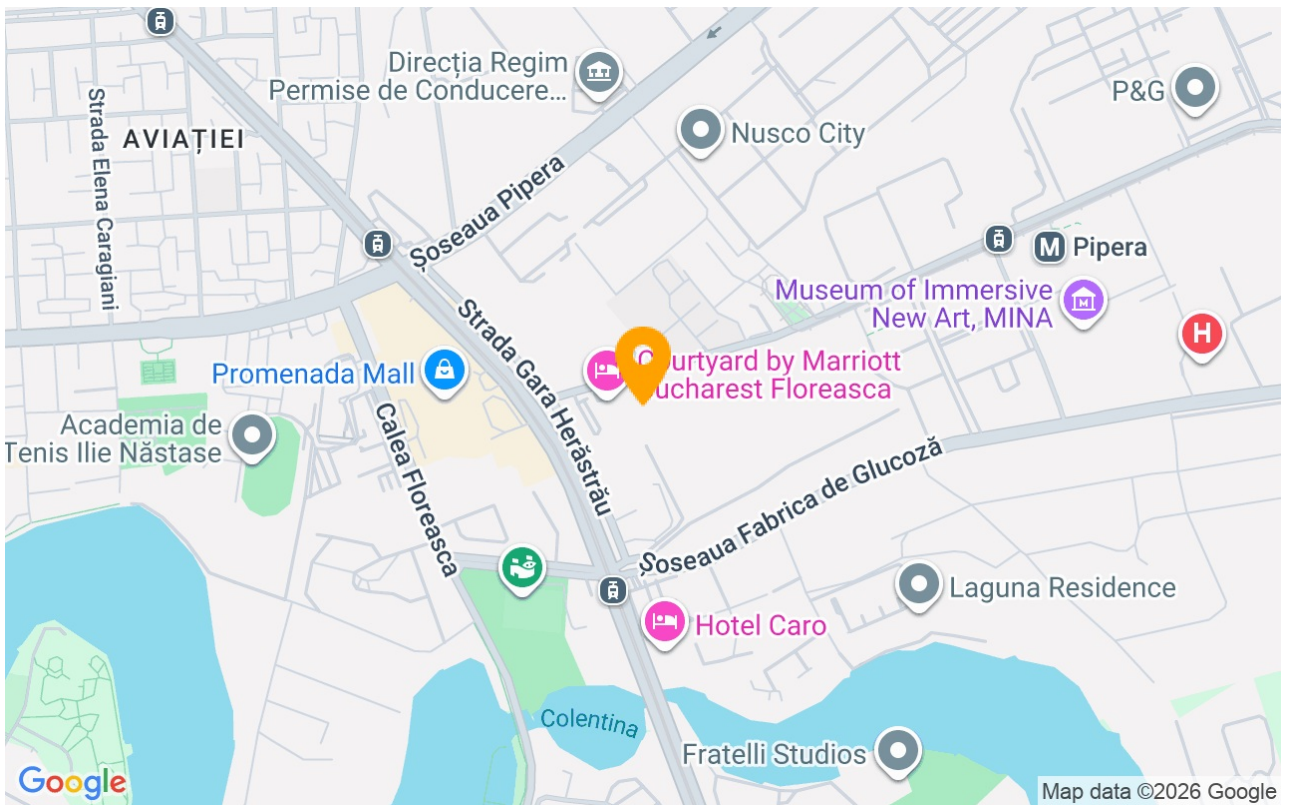 Direcția Regim
Permise de Conducere...
P&G
Nusco City
AVIAȚIEI
Strada Elena Caragiani
Șoseaua Pipera
M Pipera
Museum of Immersive
New Art, MINA
H
Strada Gara Herăstrău
Promenada Mall
ourtyard by Marriott
ucharest Floreasca
Academia de
Tenis Ilie Năstase
Calea Floreasca
Șoseaua Fabrica de Glucoză
Laguna Residence
Hotel Caro
Colentina
Fratelli Studios
Google
Map data ©2026 Google